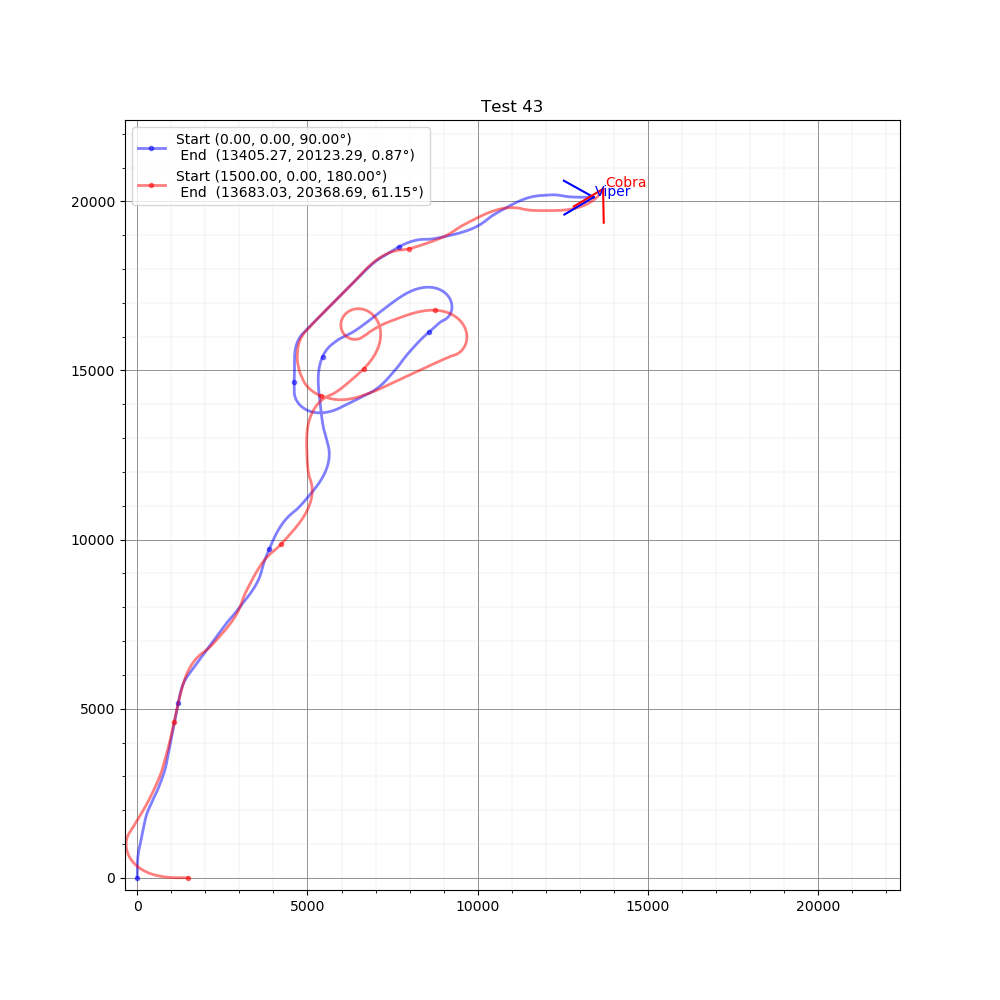 Test 43
Start (0.00, 0.00, 90.00°)
End  (13405.27, 20123.29, 0.87°)
Start (1500.00, 0.00, 180.00°)
End  (13683.03, 20368.69, 61.15°)
Cobra
Viper
20000
15000
10000
5000
0
0 5000 10000 15000 20000